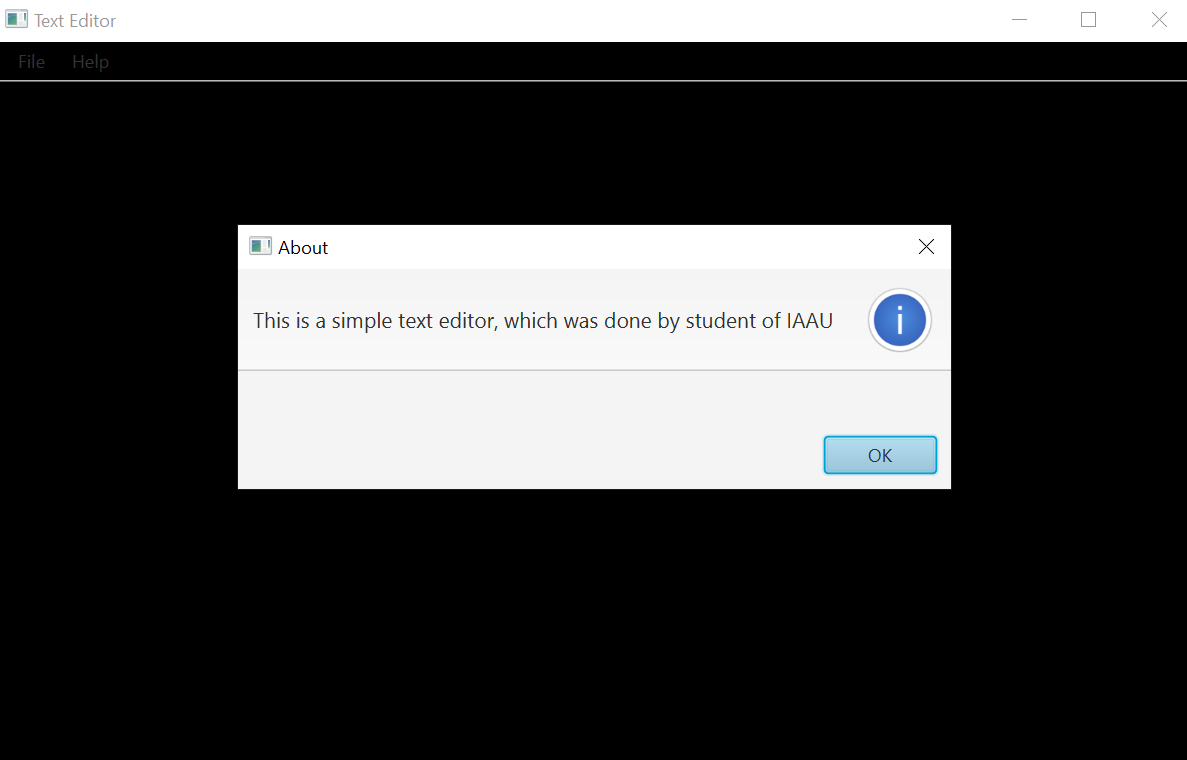 Text Editor
File Help
About
This is a simple text editor, which was done by student of IAAU
OK